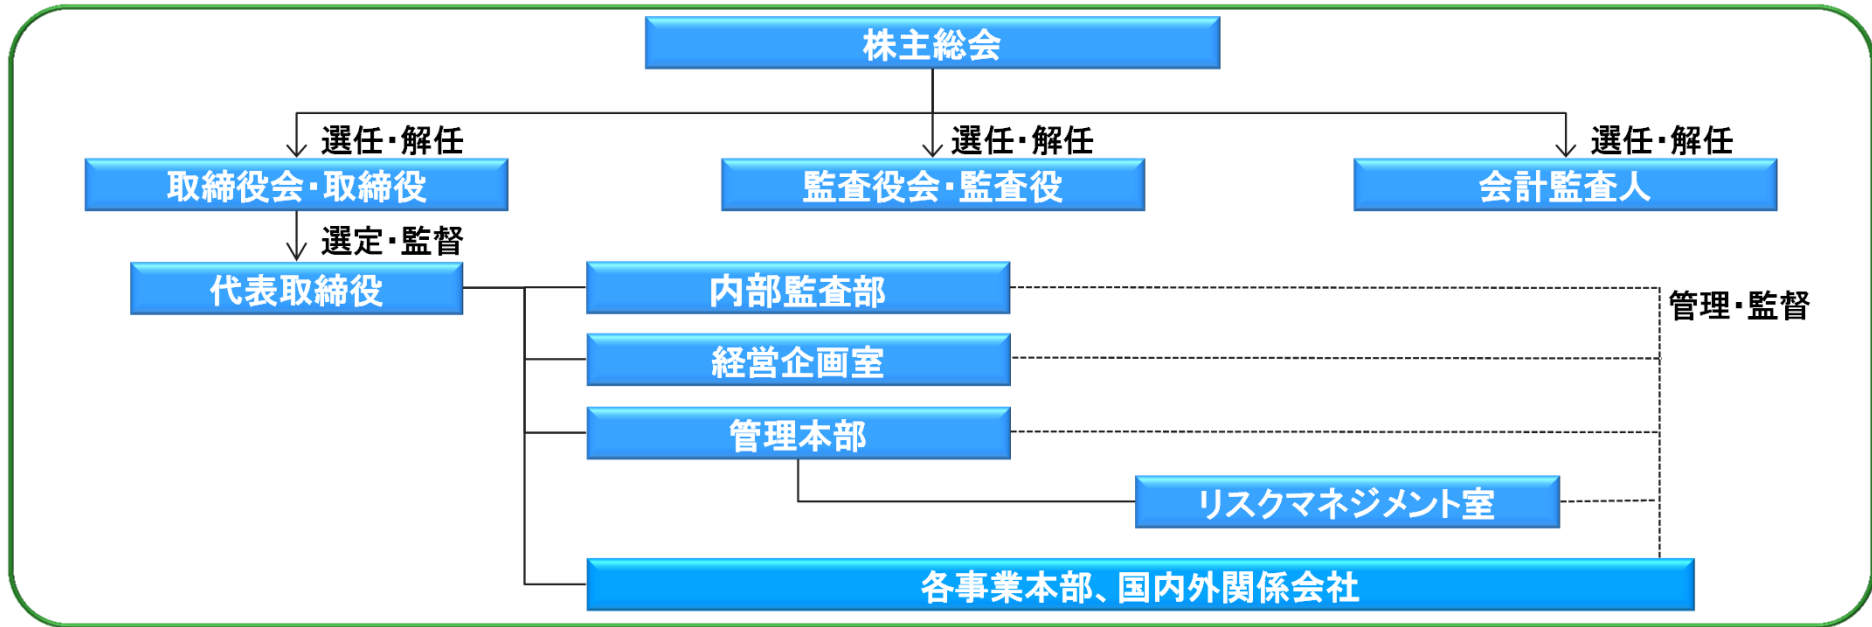 株主総会
選任・解任
選任・解任
選任・解任
取締役会・取締役
監査役会・監査役
会計監査人
選定・監督
代表取締役
内部監査部
管理・監督
経営企画室
管理本部
リスクマネジメント室
各事業本部、国内外関係会社